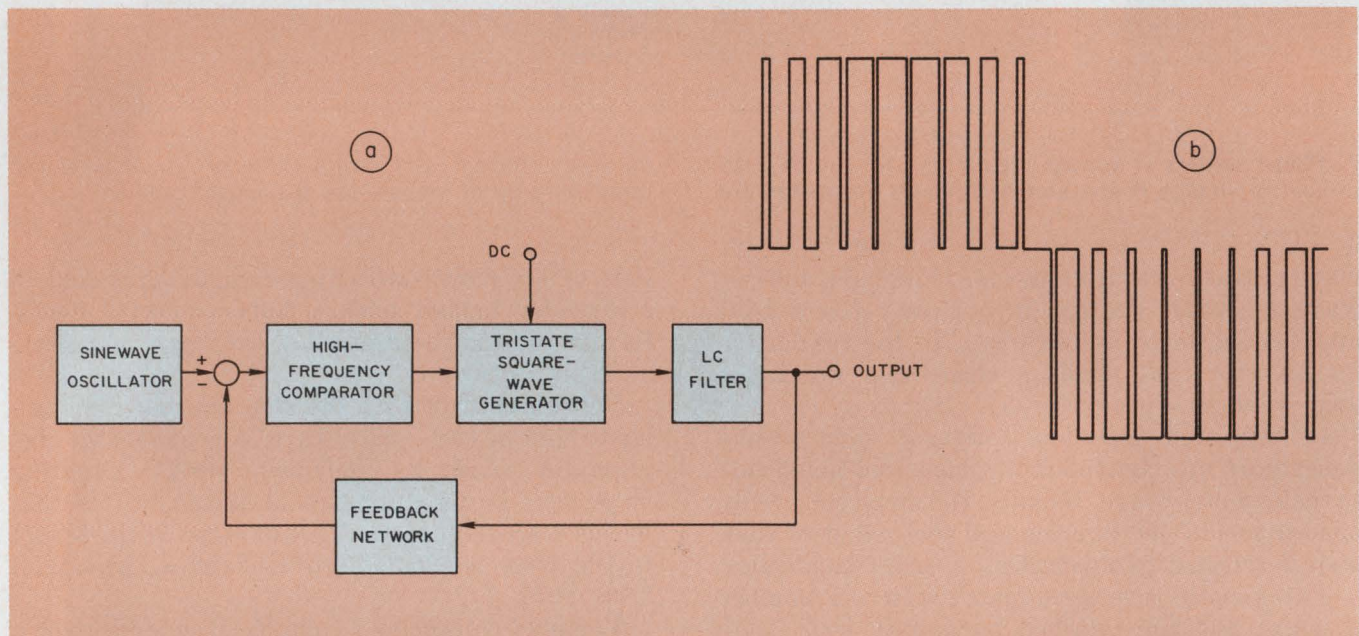 a
b
DC
SINEWAVE
OSCILLATOR
+
−
HIGH–
FREQUENCY
COMPARATOR
TRISTATE
SQUARE–
WAVE
GENERATOR
LC
FILTER
OUTPUT
FEEDBACK
NETWORK